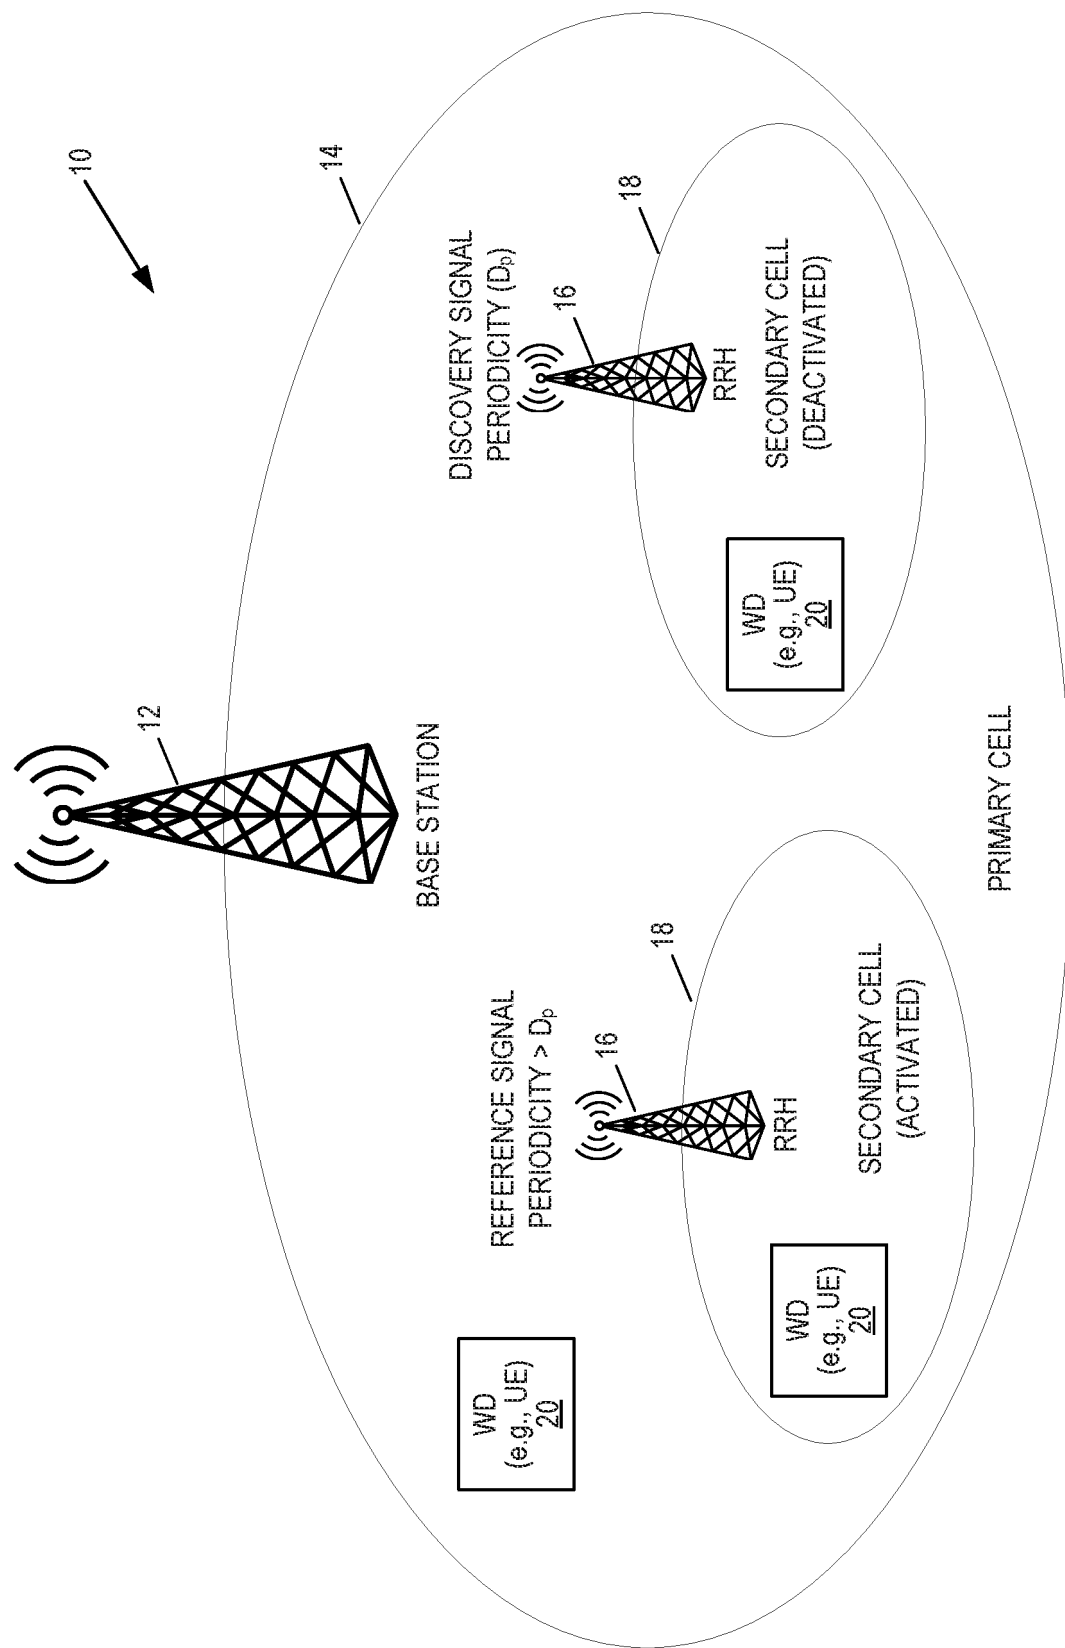 10
12
BASE STATION
14
DISCOVERY SIGNAL
PERIODICITY (Dp)
16
RRH
18
SECONDARY CELL
(DEACTIVATED)
WD
(e.g., UE)
20
REFERENCE SIGNAL
PERIODICITY > Dp
16
RRH
18
SECONDARY CELL
(ACTIVATED)
WD
(e.g., UE)
20
WD
(e.g., UE)
20
PRIMARY CELL